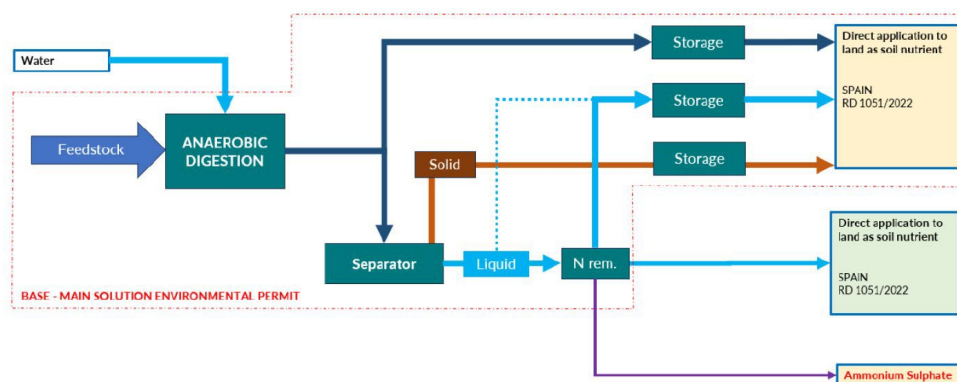 Water
Feedstock
ANAEROBIC
DIGESTION
Storage
Storage
Storage
Solid
Separator
Liquid
N rem.
BASE - MAIN SOLUTION ENVIRONMENTAL PERMIT
Direct application to
land as soil nutrient
SPAIN
RD 1051/2022
Direct application to
land as soil nutrient
SPAIN
RD 1051/2022
Ammonium Sulphate